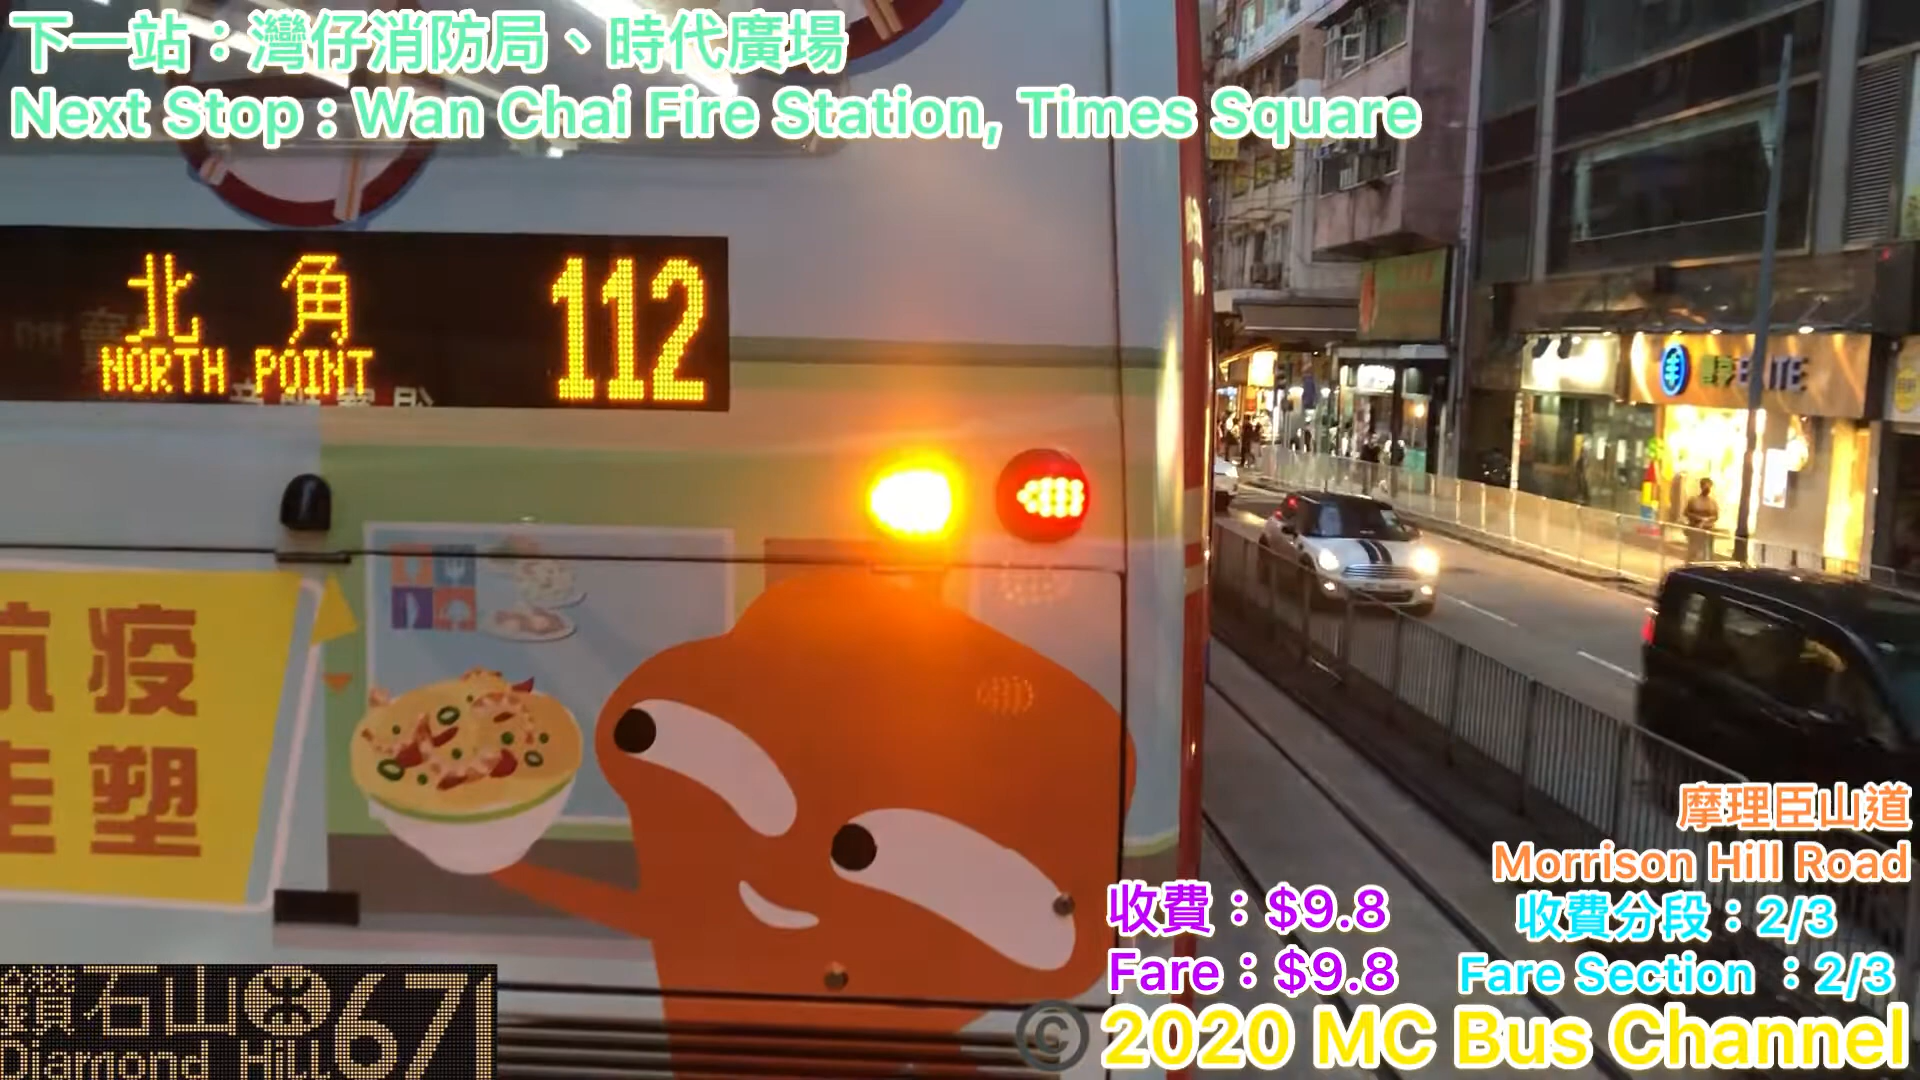 下一站：灣仔消防局、時代廣場
Next Stop : Wan Chai Fire Station, Times Square
北角
NORTH POINT
112
抗疫
走塑
摩理臣山道
Morrison Hill Road
收費：$9.8
收費分段：2/3
Fare：$9.8
Fare Section ：2/3
鑽石山
Diamond Hill
671
© 2020 MC Bus Channel